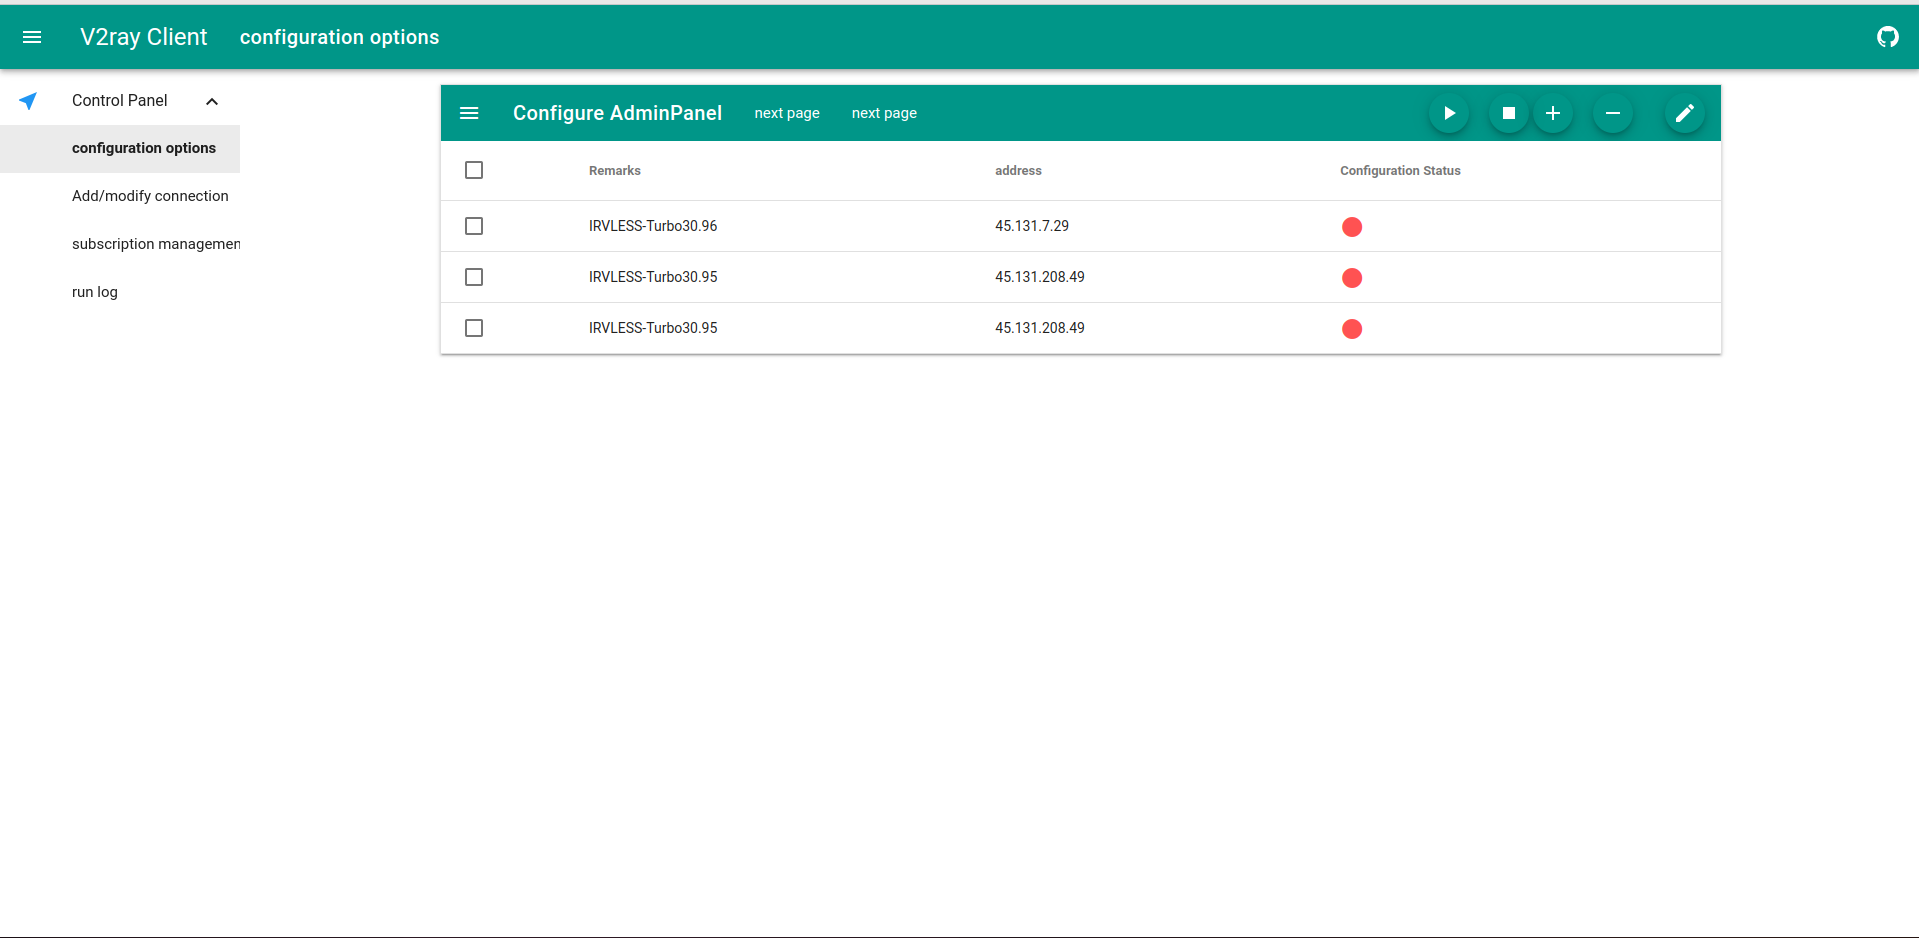 V2ray Client configuration options
Control Panel
configuration options
Add/modify connection
subscription managemen
run log
Configure AdminPanel next page next page
Remarks address Configuration Status
IRVLESS-Turbo30.96 45.131.7.29
IRVLESS-Turbo30.95 45.131.208.49
IRVLESS-Turbo30.95 45.131.208.49